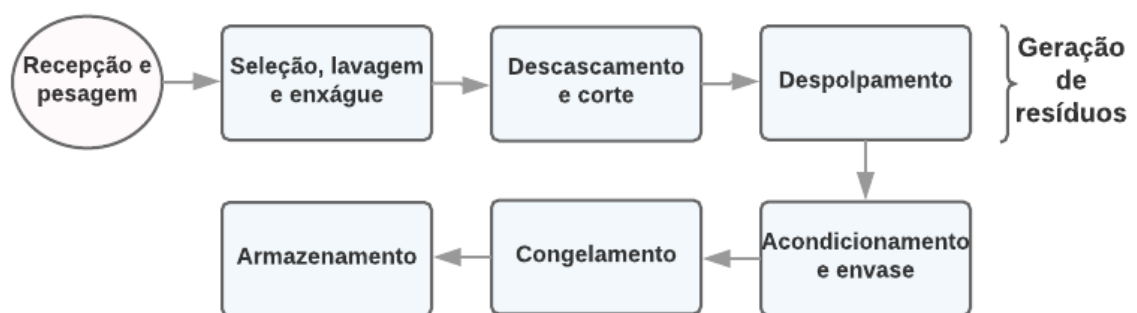 Recepção e
pesagem
Seleção, lavagem
e enxágue
Descascamento
e corte
Despolpamento
Geração
de
resíduos
Armazenamento
Congelamento
Acondicionamento
e envase